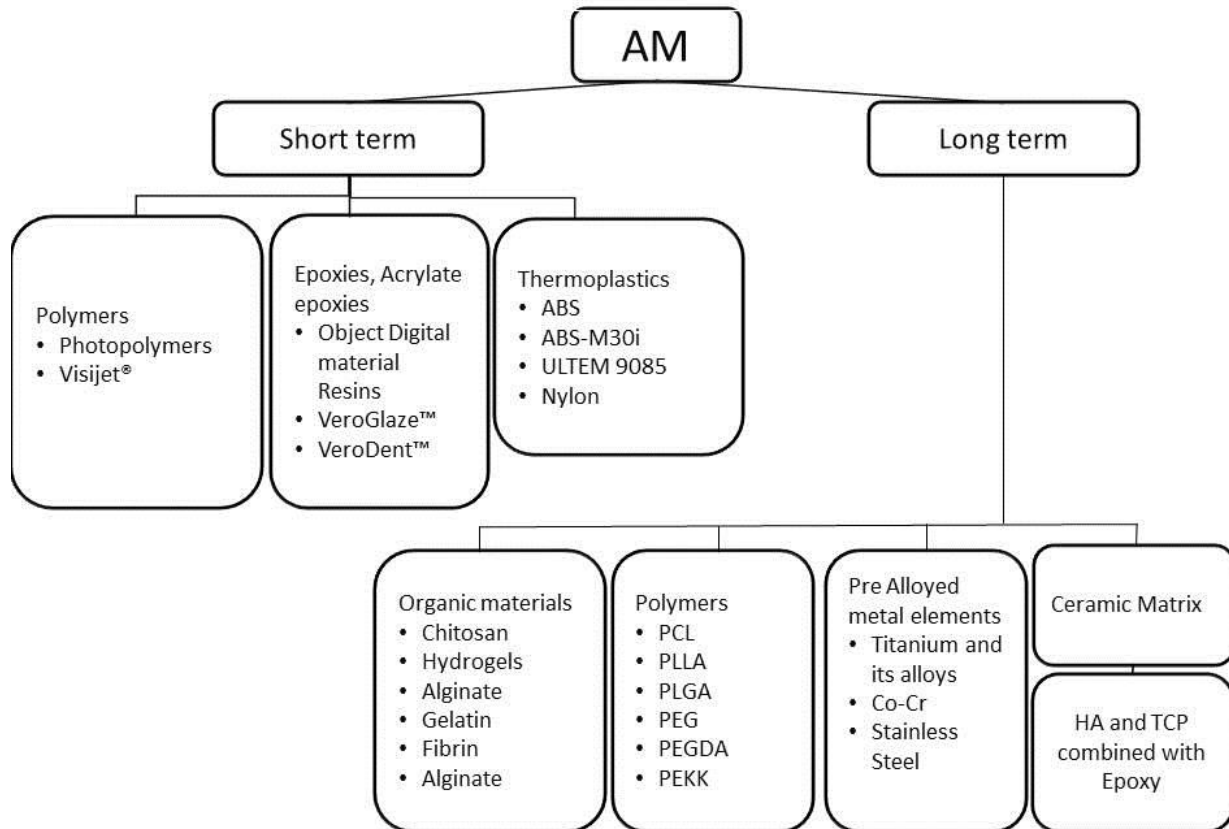 AM
Short term
Long term
Polymers
• Photopolymers
• Visijet®
Epoxies, Acrylate
epoxies
• Object Digital
material
Resins
• VeroGlaze™
• VeroDent™
Thermoplastics
• ABS
• ABS-M30i
• ULTEM 9085
• Nylon
Organic materials
• Chitosan
• Hydrogels
• Alginate
• Gelatin
• Fibrin
• Alginate
Polymers
• PCL
• PLLA
• PLGA
• PEG
• PEGDA
• PEKK
Pre Alloyed
metal elements
• Titanium and
its alloys
• Co-Cr
• Stainless
Steel
Ceramic Matrix
HA and TCP
combined with
Epoxy